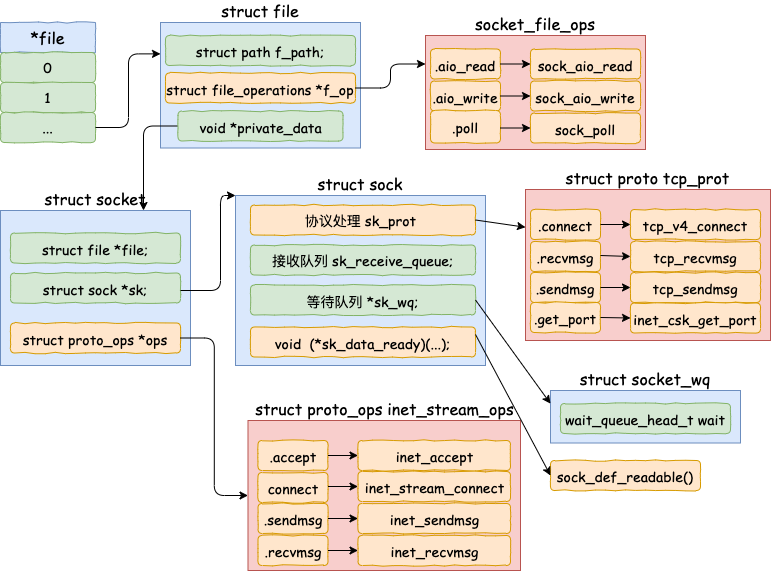 *file
0
1
...
struct file
struct path f_path;
struct file_operations *f_op
void *private_data
socket_file_ops
.aio_read
sock_aio_read
.aio_write
sock_aio_write
.poll
sock_poll
struct socket
struct file *file;
struct sock *sk;
struct proto_ops *ops
struct sock
协议处理 sk_prot
接收队列 sk_receive_queue;
等待队列 *sk_wq;
void (*sk_data_ready)(...);
struct proto tcp_prot
.connect
tcp_v4_connect
.recvmsg
tcp_recvmsg
.sendmsg
tcp_sendmsg
.get_port
inet_csk_get_port
struct socket_wq
wait_queue_head_t wait
sock_def_readable()
struct proto_ops inet_stream_ops
.accept
inet_accept
connect
inet_stream_connect
.sendmsg
inet_sendmsg
.recvmsg
inet_recvmsg